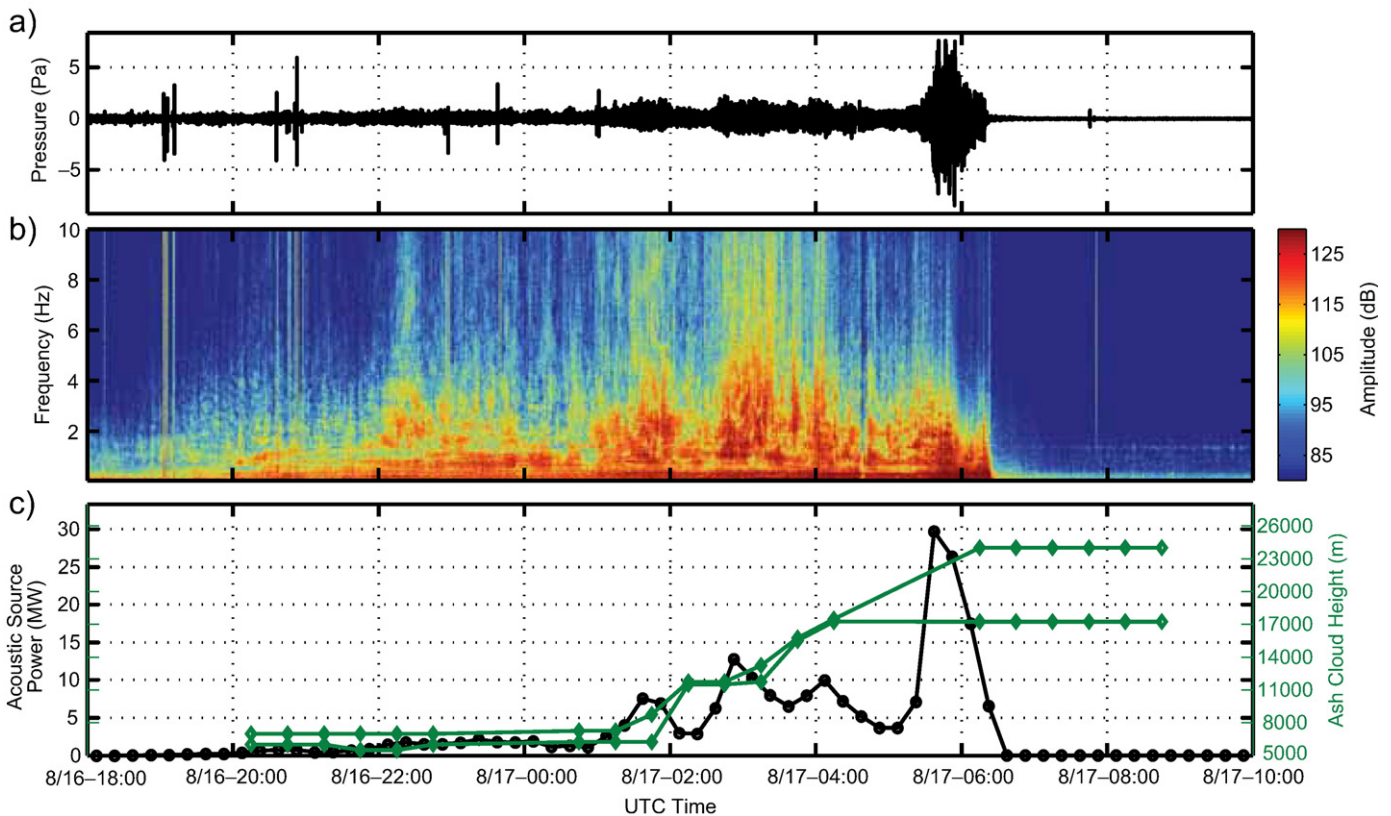 a)
Pressure (Pa)
5
0
−5
b)
Frequency (Hz)
10
8
6
4
2
Amplitude (dB)
125
115
105
95
85
c)
Acoustic Source
Power (MW)
30
25
20
15
10
5
0
Ash Cloud Height (m)
26000
23000
20000
17000
14000
11000
8000
5000
8/16–18:00 8/16–20:00 8/16–22:00 8/17–00:00 8/17–02:00 8/17–04:00 8/17–06:00 8/17–08:00 8/17–10:00
UTC Time